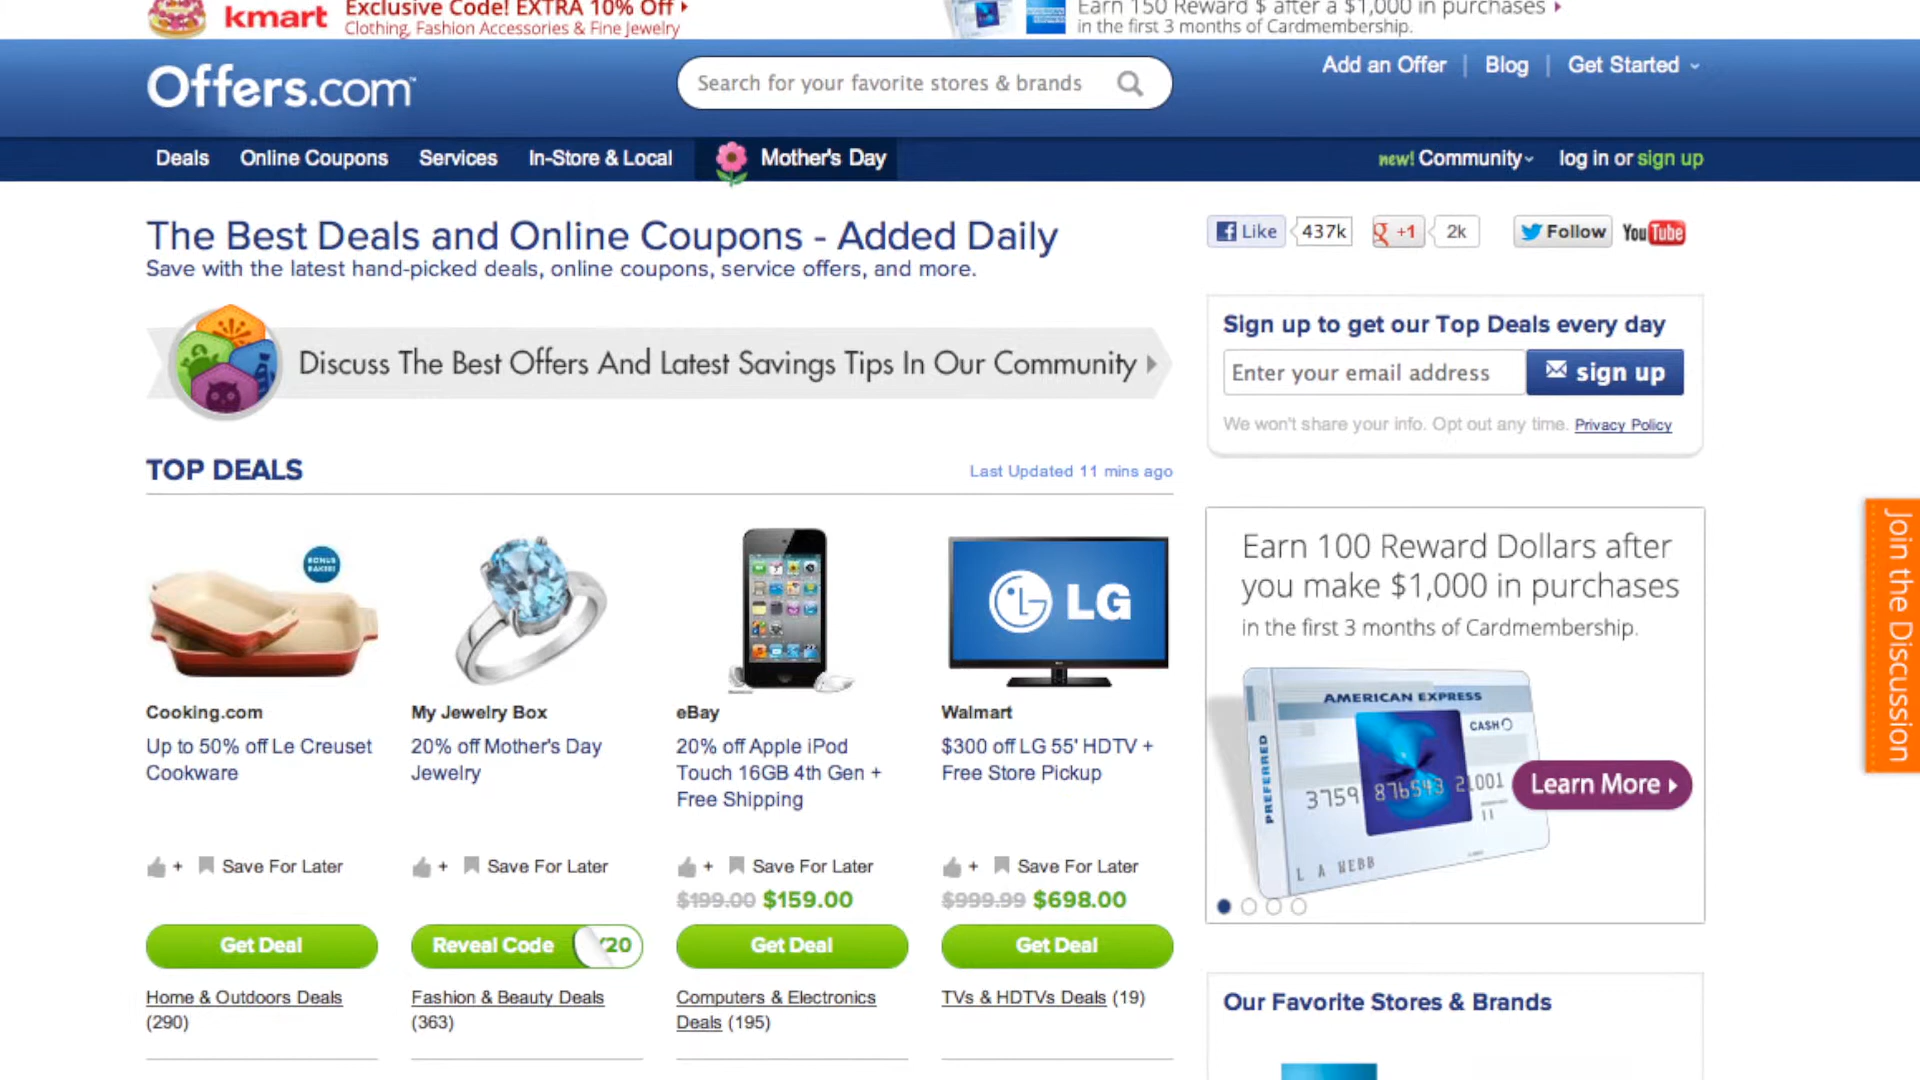 kmart
Exclusive Code! EXTRA 10% Off
Clothing, Fashion Accessories & Fine Jewelry
Earn 150 Reward $ after a $1,000 in purchases
in the first 3 months of Cardmembership.
Offers.com
Search for your favorite stores & brands
Add an Offer | Blog | Get Started
Deals Online Coupons Services In-Store & Local Mother's Day
new! Community log in or sign up
The Best Deals and Online Coupons - Added Daily
Save with the latest hand-picked deals, online coupons, service offers, and more.
Like 437k +1 2k Follow YouTube
Discuss The Best Offers And Latest Savings Tips In Our Community
Sign up to get our Top Deals every day
Enter your email address sign up
We won't share your info. Opt out any time. Privacy Policy
TOP DEALS
Last Updated 11 mins ago
BONUS
BAKER!
Cooking.com
Up to 50% off Le Creuset
Cookware
+ Save For Later
Get Deal
Home & Outdoors Deals
(290)
My Jewelry Box
20% off Mother's Day
Jewelry
+ Save For Later
Reveal Code 20
Fashion & Beauty Deals
(363)
eBay
20% off Apple iPod
Touch 16GB 4th Gen +
Free Shipping
+ Save For Later
$199.00 $159.00
Get Deal
Computers & Electronics
Deals (195)
LG
Walmart
$300 off LG 55' HDTV +
Free Store Pickup
+ Save For Later
$999.99 $698.00
Get Deal
TVs & HDTVs Deals (19)
Earn 100 Reward Dollars after
you make $1,000 in purchases
in the first 3 months of Cardmembership.
AMERICAN EXPRESS
CASH
PREFERRED
3759 876543 21001
11
L A WEBB
Learn More
Our Favorite Stores & Brands
Join the Discussion